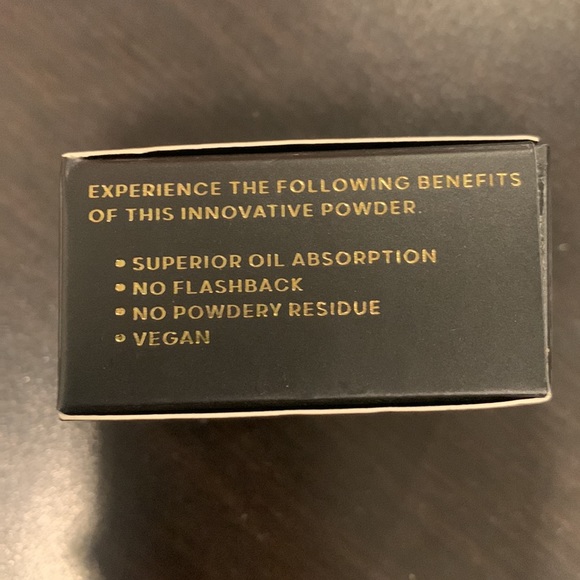 EXPERIENCE THE FOLLOWING BENEFITS
OF THIS INNOVATIVE POWDER.
• SUPERIOR OIL ABSORPTION
• NO FLASHBACK
• NO POWDERY RESIDUE
• VEGAN